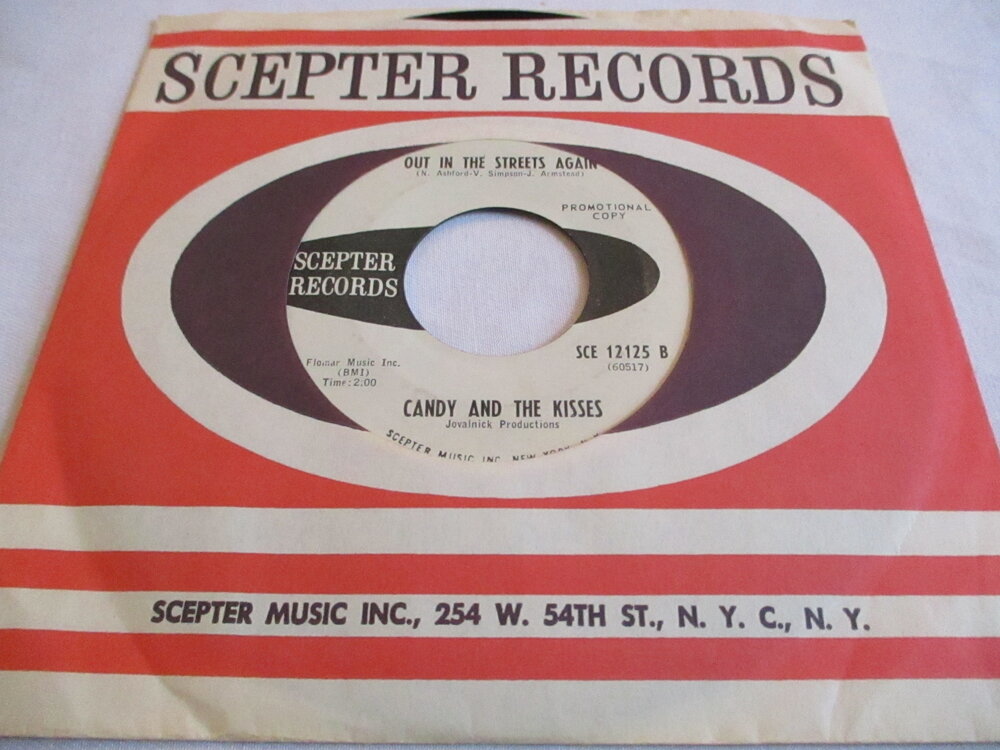 SCEPTER RECORDS
OUT IN THE STREETS AGAIN
(N. Ashford-V. Simpson-J. Armstead)
PROMOTIONAL
COPY
SCEPTER
RECORDS
SCE 12125 B
(60517)
Flomar Music Inc.
(BMI)
Time: 2:00
CANDY AND THE KISSES
Jovalnick Productions
SCEPTER MUSIC INC. NEW YORK, N. Y.
SCEPTER MUSIC INC., 254 W. 54TH ST., N. Y. C., N. Y.